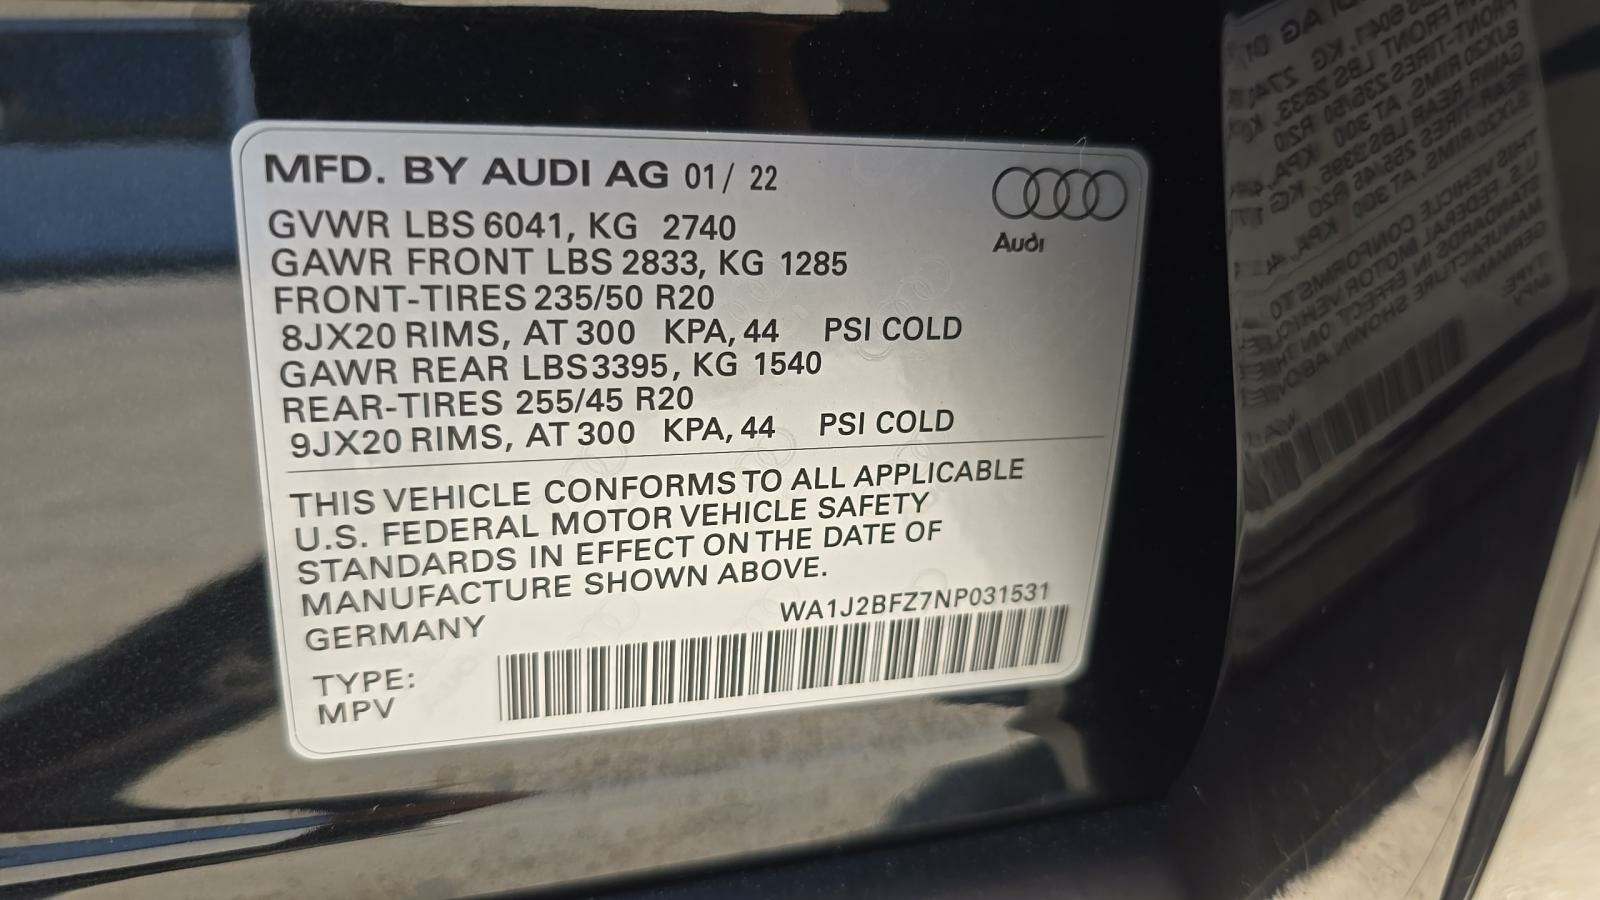 MFD. BY AUDI AG 01/ 22
Audi
GVWR LBS 6041, KG 2740
GAWR FRONT LBS 2833, KG 1285
FRONT-TIRES 235/50 R20
8JX20 RIMS, AT 300 KPA, 44 PSI COLD
GAWR REAR LBS3395, KG 1540
REAR-TIRES 255/45 R20
9JX20 RIMS, AT 300 KPA, 44 PSI COLD
THIS VEHICLE CONFORMS TO ALL APPLICABLE
U.S. FEDERAL MOTOR VEHICLE SAFETY
STANDARDS IN EFFECT ON THE DATE OF
MANUFACTURE SHOWN ABOVE.
WA1J2BFZ7NP031531
GERMANY
TYPE:
MPV